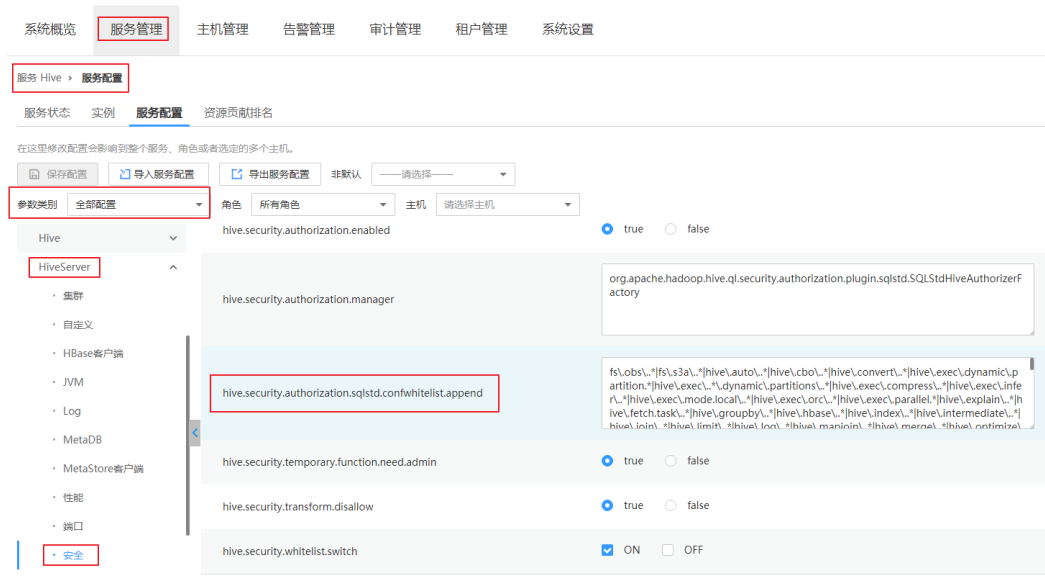 系统概览 服务管理 主机管理 告警管理 审计管理 租户管理 系统设置
服务 Hive › 服务配置
服务状态 实例 服务配置 资源贡献排名
在这里修改配置会影响到整个服务、角色或者选定的多个主机。
保存配置 导入服务配置 导出服务配置 非默认 ——请选择——
参数类别 全部配置 角色 所有角色 主机 请选择主机
Hive
HiveServer
· 集群
· 自定义
· HBase客户端
· JVM
· Log
· MetaDB
· MetaStore客户端
· 性能
· 端口
· 安全
hive.security.authorization.enabled true false
hive.security.authorization.manager
org.apache.hadoop.hive.ql.security.authorization.plugin.sqlstd.SQLStdHiveAuthorizerF
actory
hive.security.authorization.sqlstd.confwhitelist.append
fs\.obs\..*|fs\.s3a\..*|hive\.auto\..*|hive\.cbo\..*|hive\.convert\..*|hive\.exec\.dynamic\.p
artition.*|hive\.exec\..*\.dynamic\.partitions\..*|hive\.exec\.compress\..*|hive\.exec\.infe
r\..*|hive\.exec\.mode.local\..*|hive\.exec\.orc\..*|hive\.exec\.parallel.*|hive\.explain\..*|h
ive\.fetch.task\..*|hive\.groupby\..*|hive\.hbase\..*|hive\.index\..*|hive\.intermediate\..*|
hive\.join\..*|hive\.limit\..*|hive\.log\..*|hive\.mapjoin\..*|hive\.merge\..*|hive\.optimize\
hive.security.temporary.function.need.admin true false
hive.security.transform.disallow true false
hive.security.whitelist.switch ON OFF